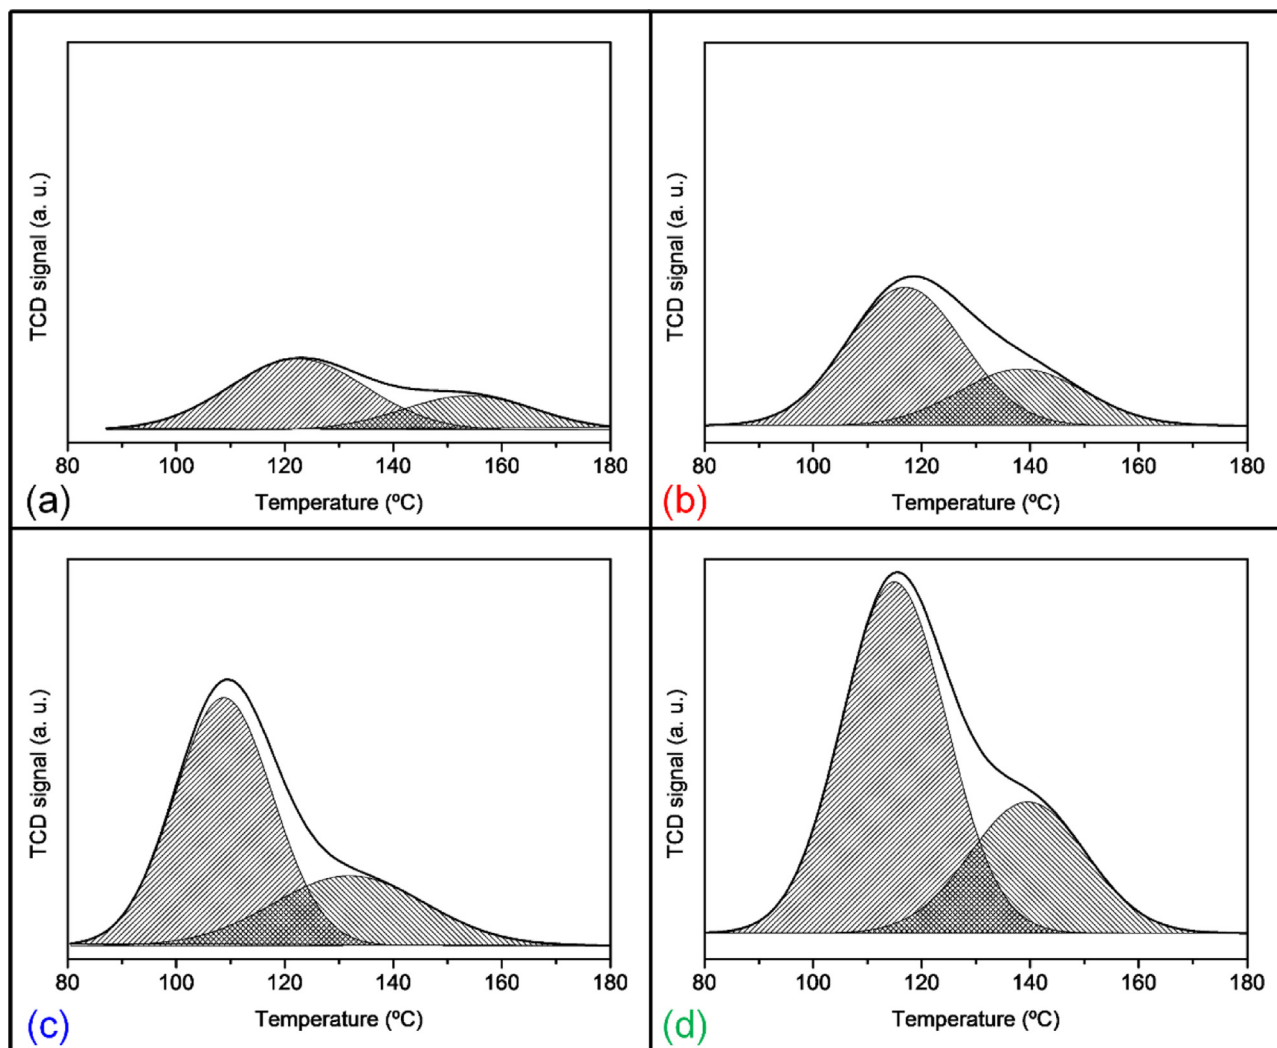 TCD signal (a. u.)
80 100 120 140 160 180
Temperature (ºC)
(a)
TCD signal (a. u.)
80 100 120 140 160 180
Temperature (ºC)
(b)
TCD signal (a. u.)
80 100 120 140 160 180
Temperature (ºC)
(c)
TCD signal (a. u.)
80 100 120 140 160 180
Temperature (ºC)
(d)